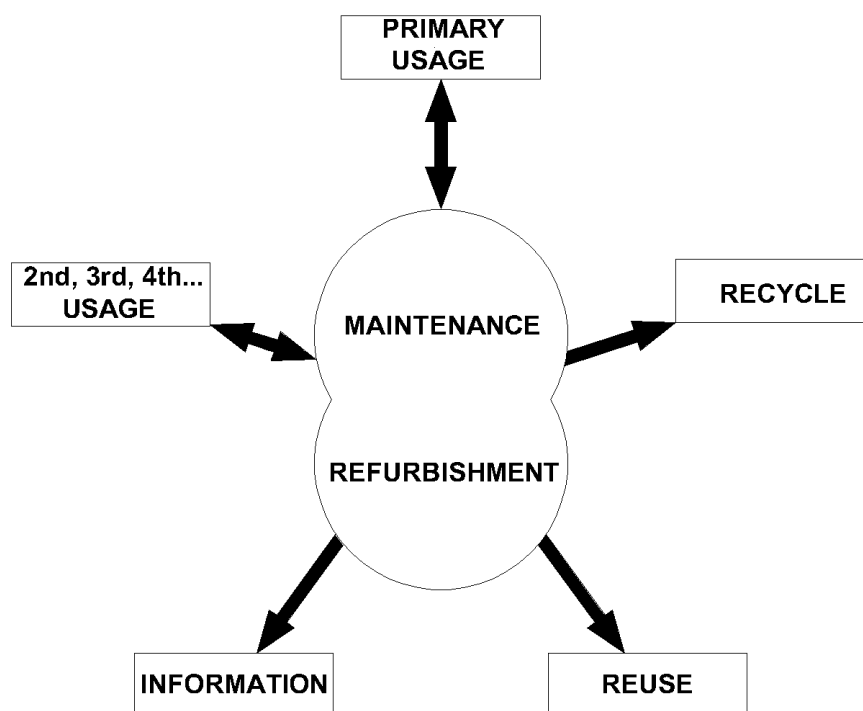 PRIMARY
USAGE
2nd, 3rd, 4th...
USAGE
MAINTENANCE
RECYCLE
REFURBISHMENT
INFORMATION
REUSE